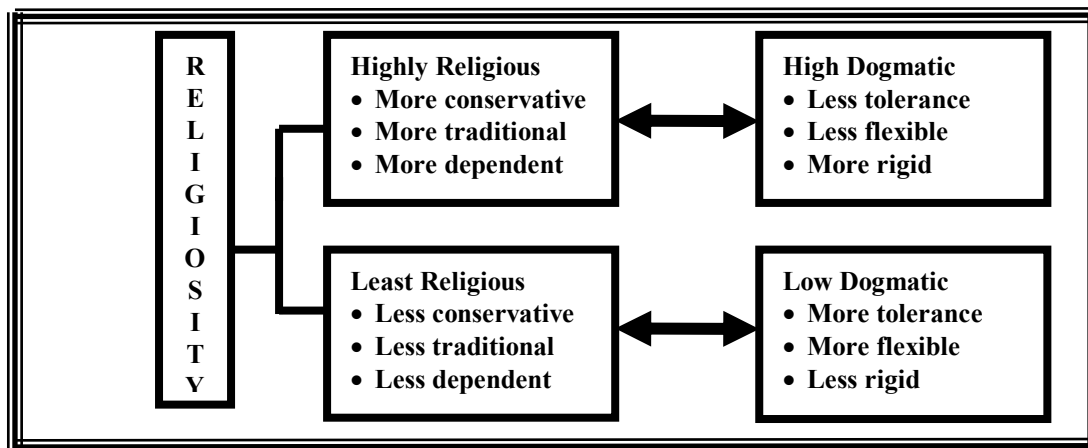 RELIGIOSITY
Highly Religious
• More conservative
• More traditional
• More dependent
High Dogmatic
• Less tolerance
• Less flexible
• More rigid
Least Religious
• Less conservative
• Less traditional
• Less dependent
Low Dogmatic
• More tolerance
• More flexible
• Less rigid